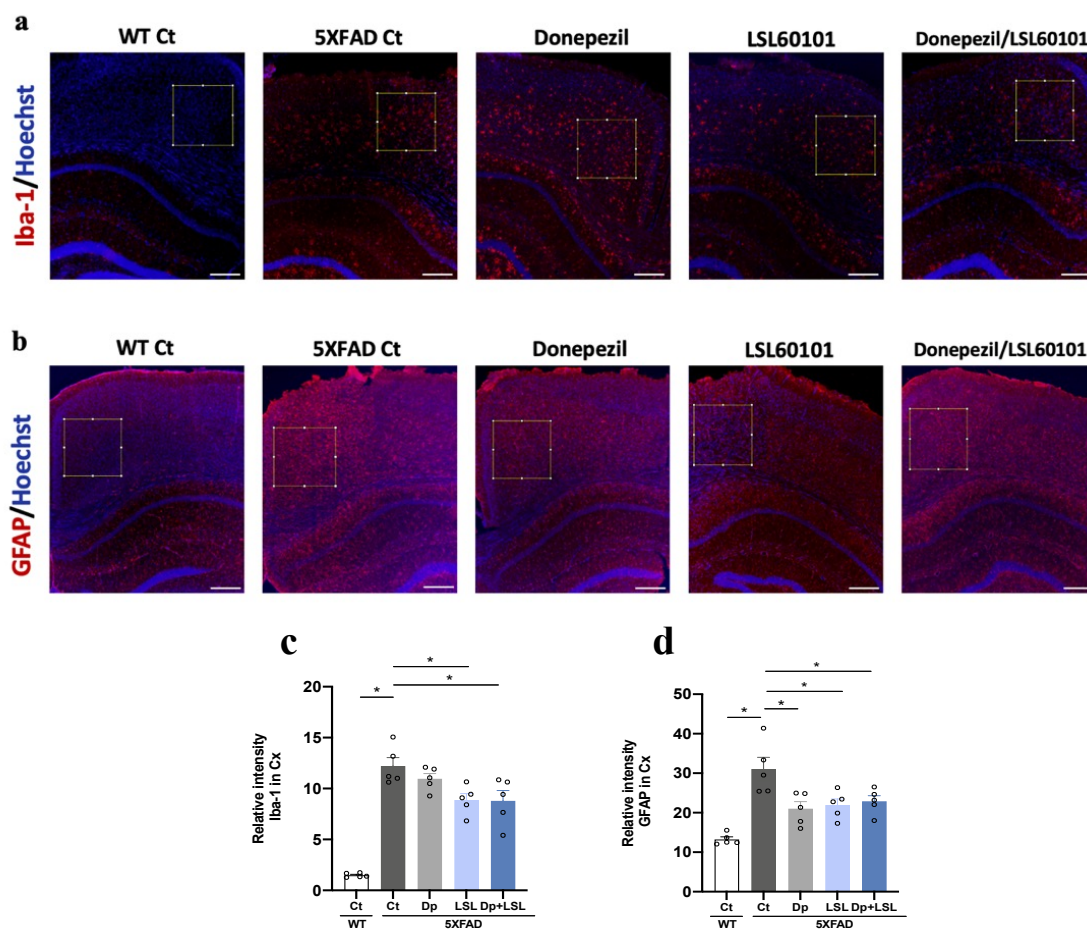 a
WT Ct
5XFAD Ct
Donepezil
LSL60101
Donepezil/LSL60101
Iba-1/Hoechst
b
WT Ct
5XFAD Ct
Donepezil
LSL60101
Donepezil/LSL60101
GFAP/Hoechst
c
Relative intensity
Iba-1 in Cx
20
15
10
5
0
*
*
*
Ct
Ct
Dp
LSL
Dp+LSL
WT
5XFAD
d
Relative intensity
GFAP in Cx
50
40
30
20
10
0
*
*
*
*
Ct
Ct
Dp
LSL
Dp+LSL
WT
5XFAD